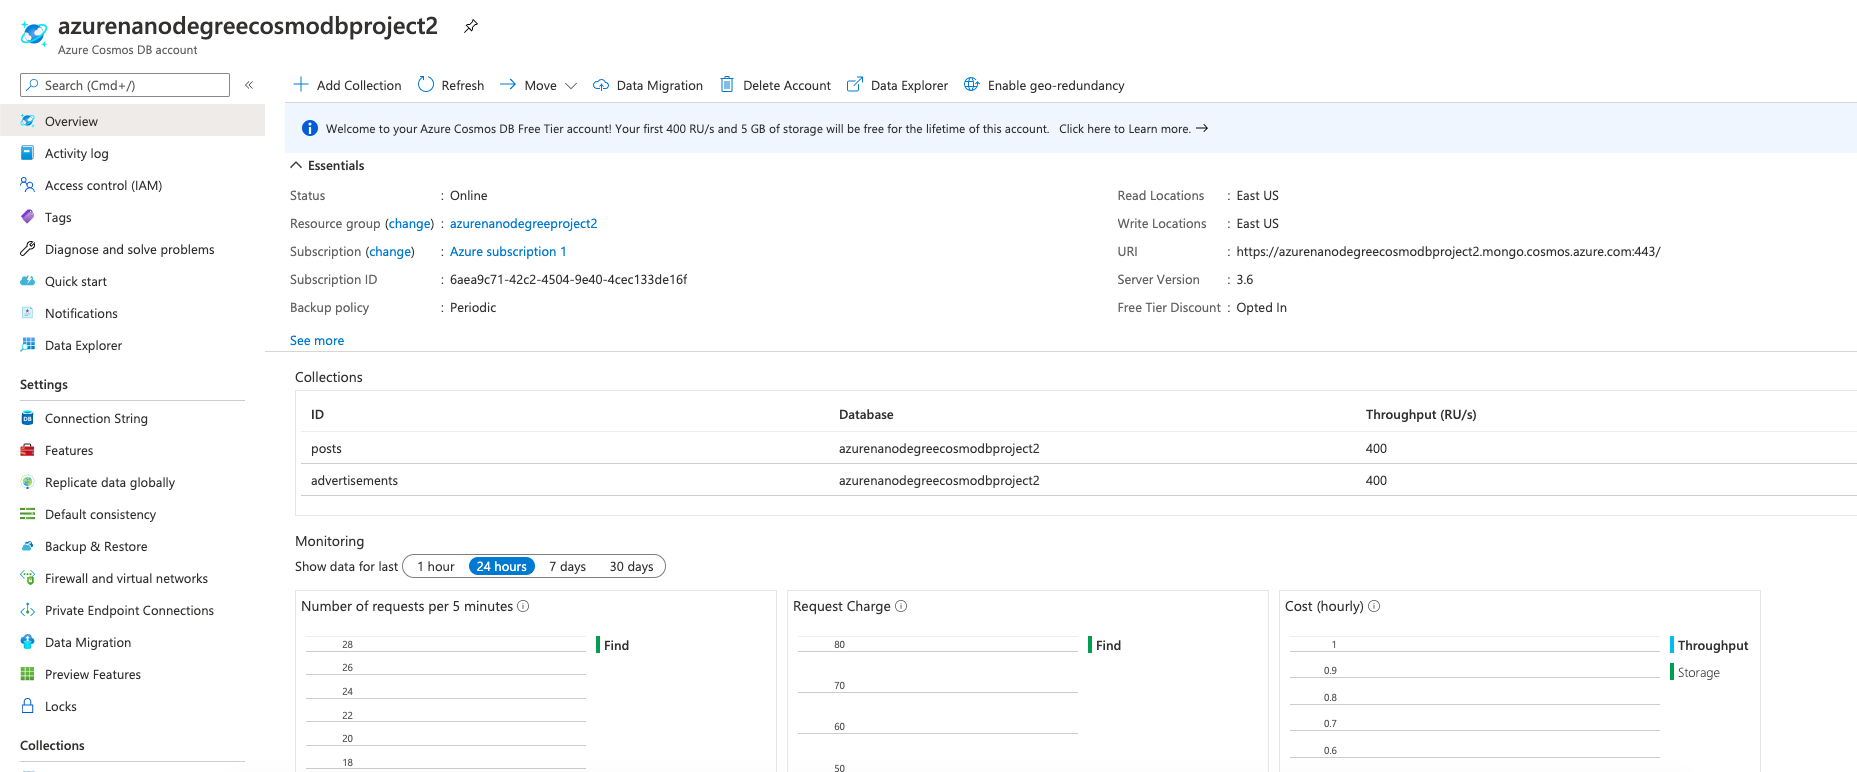 azurenanodegreecosmodbproject2
Azure Cosmos DB account
Search (Cmd+/)
«
Overview
Activity log
Access control (IAM)
Tags
Diagnose and solve problems
Quick start
Notifications
Data Explorer
Settings
Connection String
Features
Replicate data globally
Default consistency
Backup & Restore
Firewall and virtual networks
Private Endpoint Connections
Data Migration
Preview Features
Locks
Collections
Add Collection Refresh Move Data Migration Delete Account Data Explorer Enable geo-redundancy
Welcome to your Azure Cosmos DB Free Tier account! Your first 400 RU/s and 5 GB of storage will be free for the lifetime of this account. Click here to Learn more. →
Essentials
Status : Online
Resource group (change) : azurenanodegreeproject2
Subscription (change) : Azure subscription 1
Subscription ID : 6aea9c71-42c2-4504-9e40-4cec133de16f
Backup policy : Periodic
See more
Read Locations : East US
Write Locations : East US
URI : https://azurenanodegreecosmodbproject2.mongo.cosmos.azure.com:443/
Server Version : 3.6
Free Tier Discount : Opted In
Collections
ID Database Throughput (RU/s)
posts azurenanodegreecosmodbproject2 400
advertisements azurenanodegreecosmodbproject2 400
Monitoring
Show data for last 1 hour 24 hours 7 days 30 days
Number of requests per 5 minutes
28
26
24
22
20
18
Find
Request Charge
80
70
60
50
Find
Cost (hourly)
1
0.9
0.8
0.7
0.6
Throughput
Storage